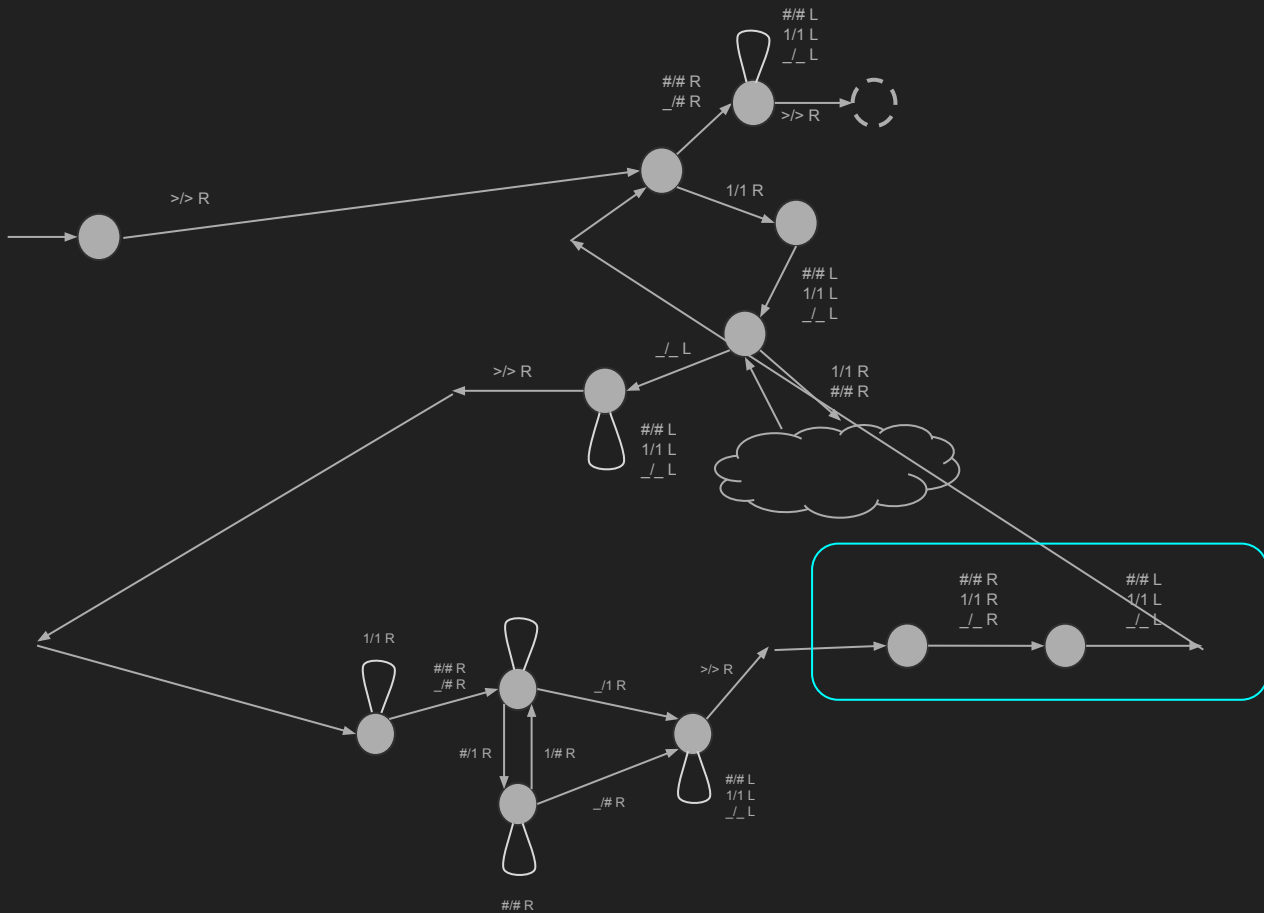 #/# L
1/1 L
_/_ L
#/# R
_/# R
>/> R
>/> R
1/1 R
#/# L
1/1 L
_/_ L
_/_ L
>/> R
1/1 R
#/# R
#/# L
1/1 L
_/_ L
#/# R
1/1 R
_/_ R
#/# L
1/1 L
_/_ L
1/1 R
#/# R
_/# R
_/1 R
>/> R
#/1 R
1/# R
#/# L
1/1 L
_/_ L
_/# R
#/# R